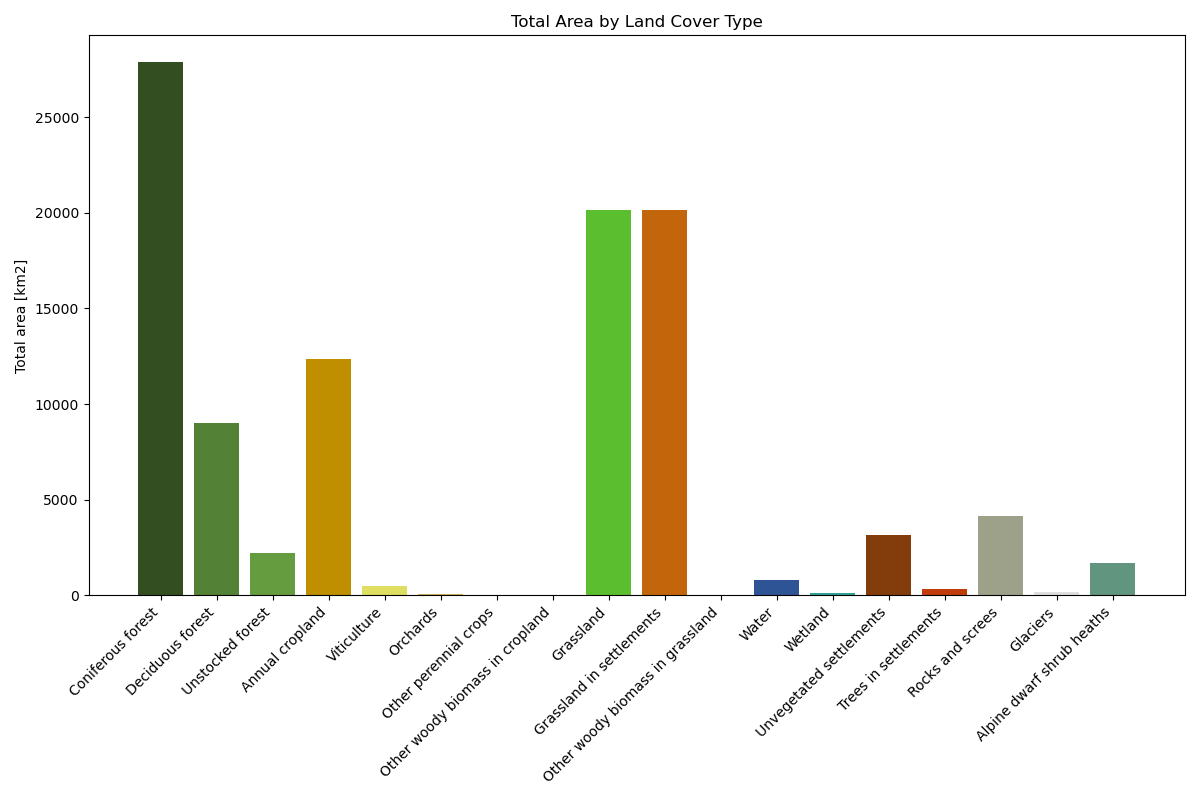 Total Area by Land Cover Type
Total area [km2]
25000
20000
15000
10000
5000
0
Coniferous forest
Deciduous forest
Unstocked forest
Annual cropland
Viticulture
Orchards
Other perennial crops
Other woody biomass in cropland
Grassland
Grassland in settlements
Other woody biomass in grassland
Water
Wetland
Unvegetated settlements
Trees in settlements
Rocks and screes
Glaciers
Alpine dwarf shrub heaths